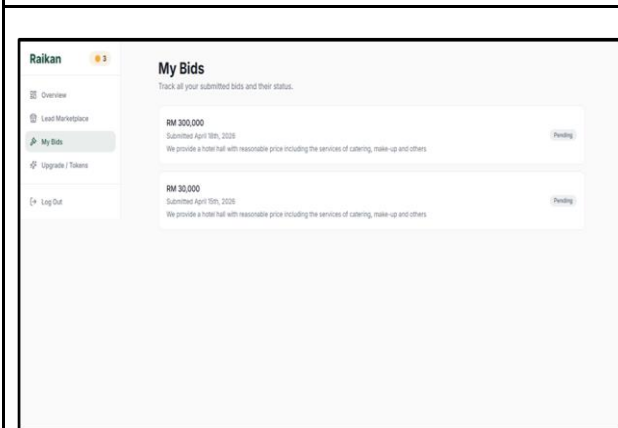 Raikan
3
Overview
Lead Marketplace
My Bids
Upgrade / Tokens
Log Out
My Bids
Track all your submitted bids and their status.
RM 300,000
Submitted April 18th, 2026
We provide a hotel hall with reasonable price including the services of catering, make-up and others
Pending
RM 30,000
Submitted April 15th, 2026
We provide a hotel hall with reasonable price including the services of catering, make-up and others
Pending